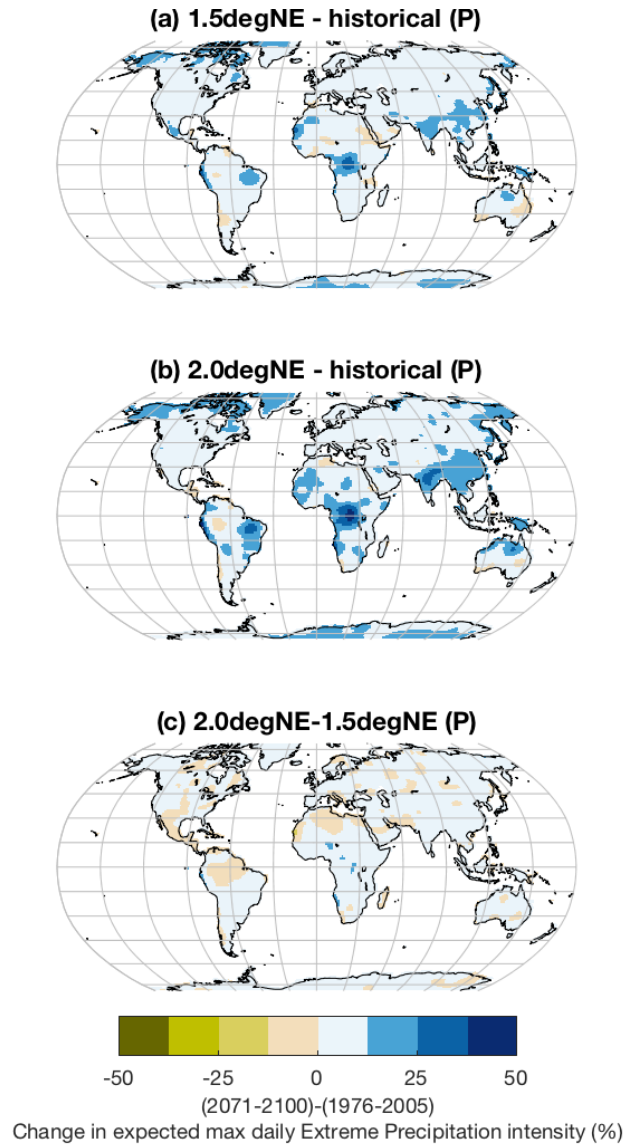 (a) 1.5degNE - historical (P)
(b) 2.0degNE - historical (P)
(c) 2.0degNE-1.5degNE (P)
-50 -25 0 25 50
(2071-2100)-(1976-2005)
Change in expected max daily Extreme Precipitation intensity (%)